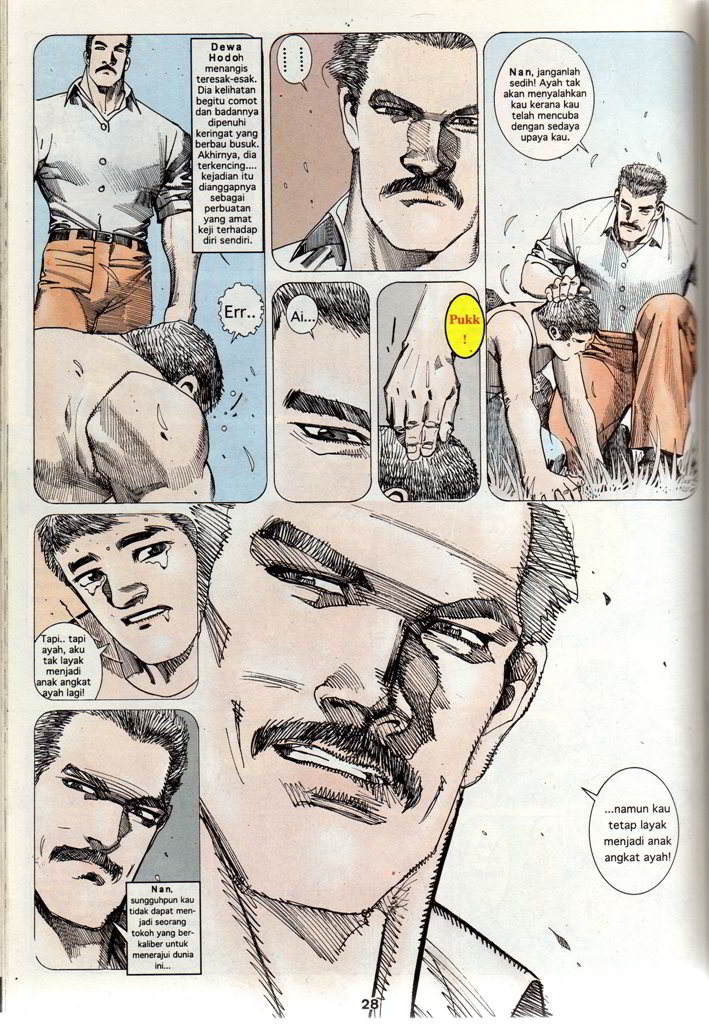 Dewa
Hodoh
menangis
teresak-esak.
Dia kelihatan
begitu comot
dan badannya
dipenuhi
keringat yang
berbau busuk.
Akhirnya, dia
terkencing....
kejadian itu
dianggapnya
sebagai
perbuatan
yang amat
keji terhadap
diri sendiri.
Nan, janganlah
sedih! Ayah tak
akan menyalahkan
kau kerana kau
telah mencuba
dengan sedaya
upaya kau.
Err..
Ai...
Pukk
!
Tapi.. tapi
ayah, aku
tak layak
menjadi
anak angkat
ayah lagi!
Nan,
sungguhpun kau
tidak dapat men-
jadi seorang
tokoh yang ber-
kaliber untuk
menerajui dunia
ini...
...namun kau
tetap layak
menjadi anak
angkat ayah!
28